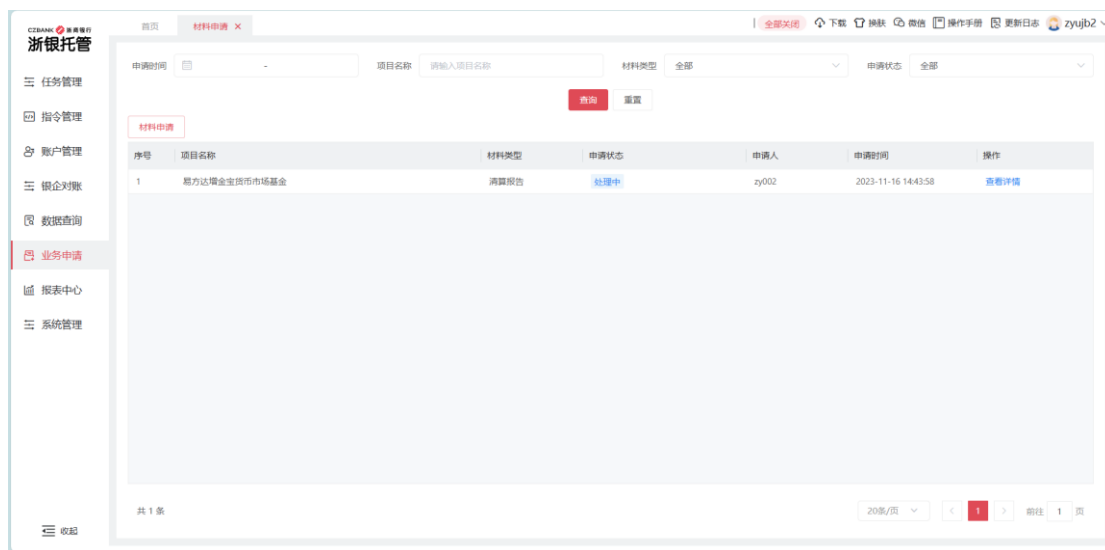 CZBANK 浙商银行
浙银托管
任务管理
指令管理
账户管理
银企对账
数据查询
业务申请
报表中心
系统管理
收起
首页 材料申请 ×
全部关闭 下载 换肤 微信 操作手册 更新日志 zyujb2
申请时间 - 项目名称 请输入项目名称 材料类型 全部 申请状态 全部
查询 重置
材料申请
序号 项目名称 材料类型 申请状态 申请人 申请时间 操作
1 易方达增金宝货币市场基金 清算报告 处理中 zy002 2023-11-16 14:43:58 查看详情
共 1 条 20条/页 < 1 > 前往 1 页